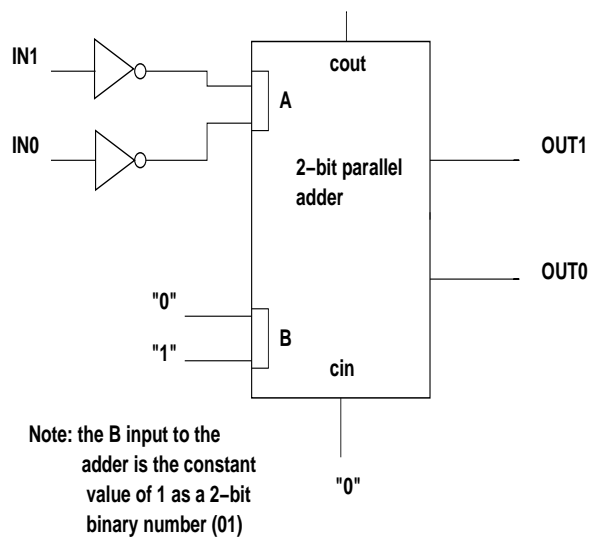 IN1
cout
A
IN0
2−bit parallel
adder
OUT1
OUT0
"0"
B
"1"
cin
Note: the B input to the
adder is the constant
value of 1 as a 2−bit
binary number (01)
"0"